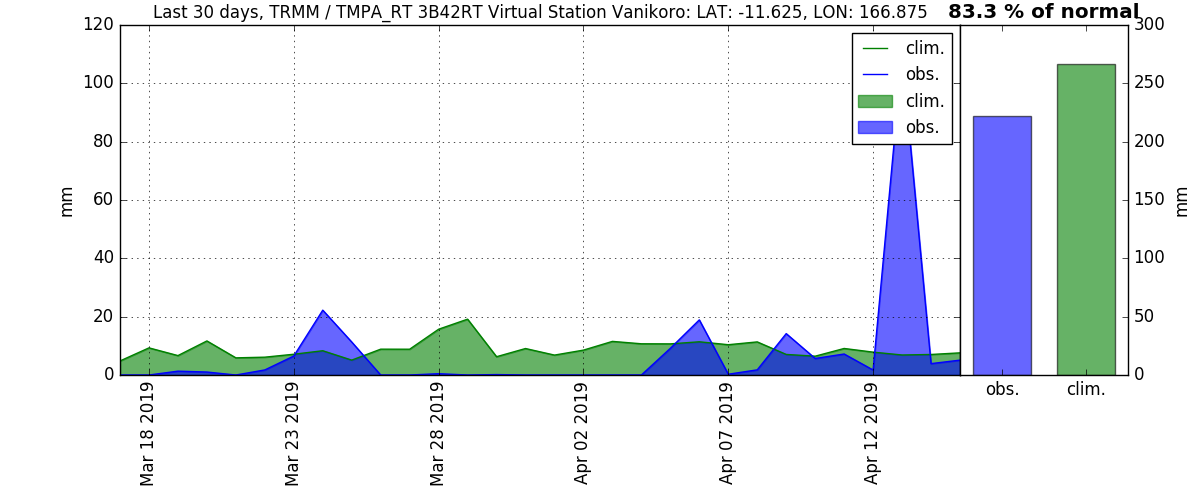 Last 30 days, TRMM / TMPA_RT 3B42RT Virtual Station Vanikoro: LAT: -11.625, LON: 166.875
83.3 % of normal
120
100
80
60
40
20
0
mm
clim.
obs.
clim.
obs.
300
250
200
150
100
50
0
mm
Mar 18 2019
Mar 23 2019
Mar 28 2019
Apr 02 2019
Apr 07 2019
Apr 12 2019
obs.
clim.